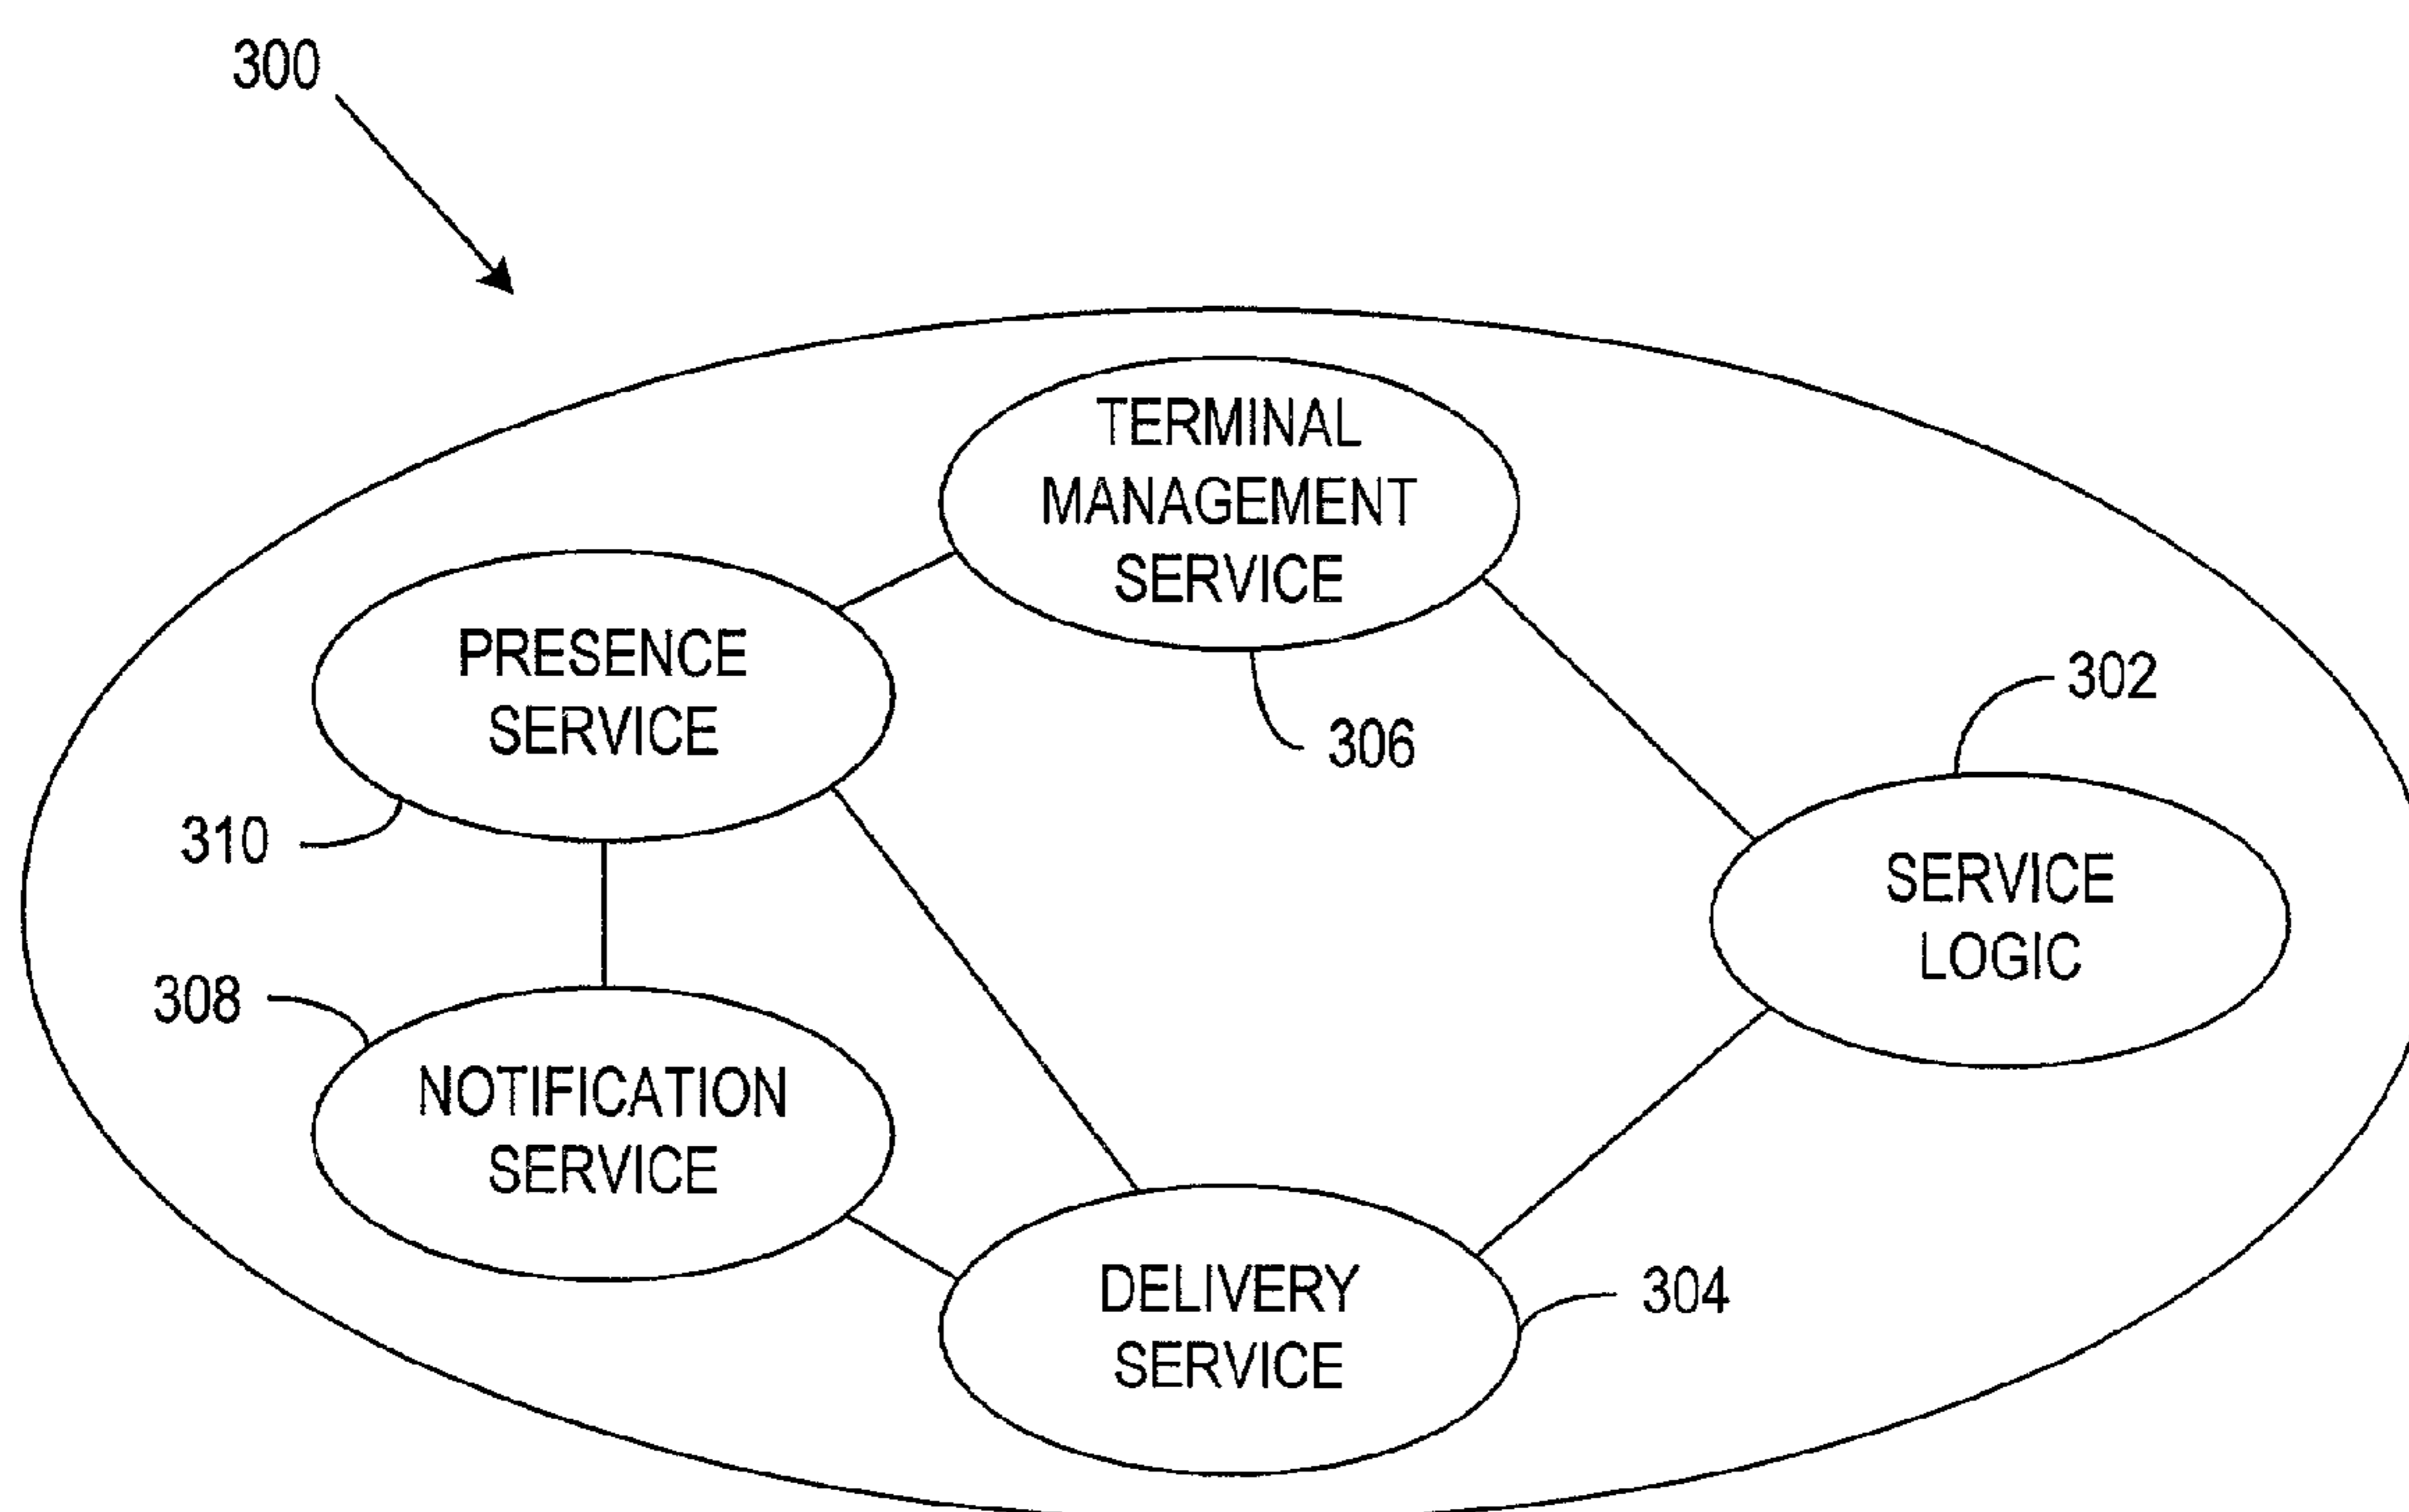 300
TERMINAL
MANAGEMENT
SERVICE
306
PRESENCE
SERVICE
310
302
SERVICE
LOGIC
308
NOTIFICATION
SERVICE
DELIVERY
SERVICE
304